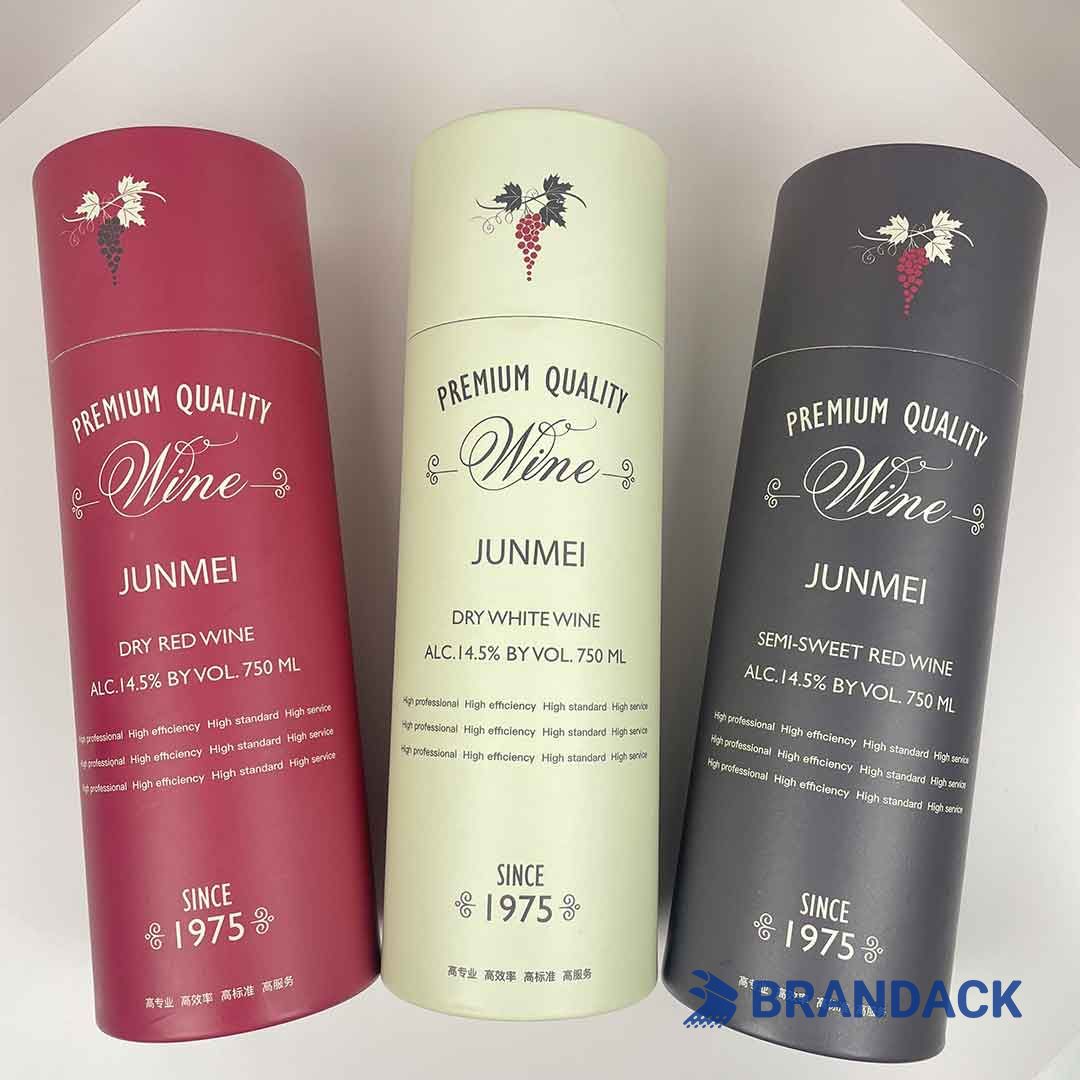 PREMIUM QUALITY
Wine
JUNMEI
DRY RED WINE
ALC.14.5% BY VOL. 750 ML
High professional High efficiency High standard High service
High professional High efficiency High standard High service
High professional High efficiency High standard High service
SINCE
1975
高专业 高效率 高标准 高服务
PREMIUM QUALITY
Wine
JUNMEI
DRY WHITE WINE
ALC.14.5% BY VOL. 750 ML
High professional High efficiency High standard High service
High professional High efficiency High standard High service
High professional High efficiency High standard High service
SINCE
1975
高专业 高效率 高标准 高服务
PREMIUM QUALITY
Wine
JUNMEI
SEMI-SWEET RED WINE
ALC.14.5% BY VOL. 750 ML
High professional High efficiency High standard High service
High professional High efficiency High standard High service
High professional High efficiency High standard High service
SINCE
1975
高专业
BRANDACK